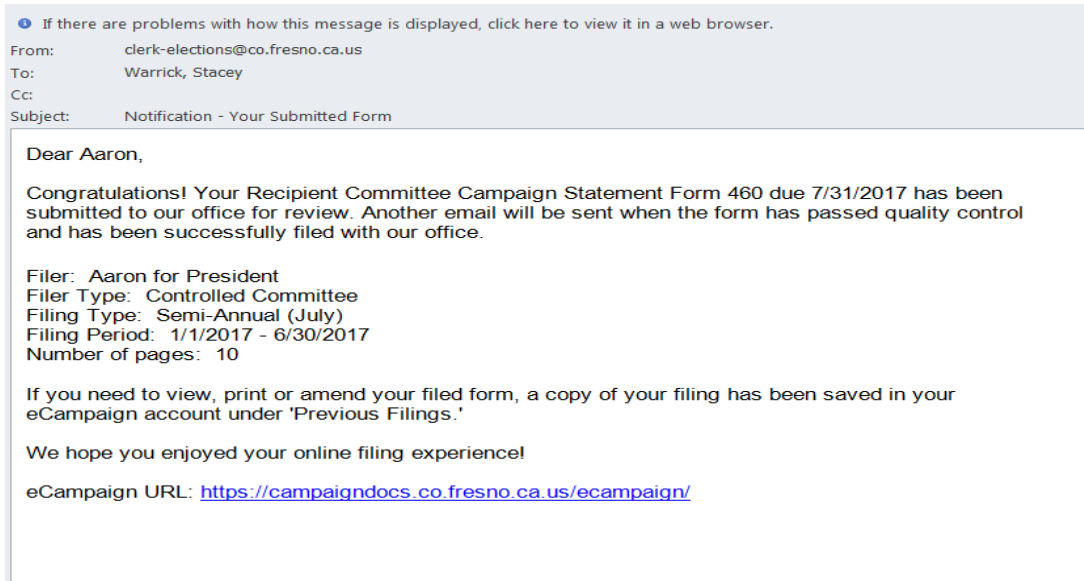 If there are problems with how this message is displayed, click here to view it in a web browser.
From: clerk-elections@co.fresno.ca.us
To: Warrick, Stacey
Cc:
Subject: Notification - Your Submitted Form
Dear Aaron,
Congratulations! Your Recipient Committee Campaign Statement Form 460 due 7/31/2017 has been
submitted to our office for review. Another email will be sent when the form has passed quality control
and has been successfully filed with our office.
Filer: Aaron for President
Filer Type: Controlled Committee
Filing Type: Semi-Annual (July)
Filing Period: 1/1/2017 - 6/30/2017
Number of pages: 10
If you need to view, print or amend your filed form, a copy of your filing has been saved in your
eCampaign account under 'Previous Filings.'
We hope you enjoyed your online filing experience!
eCampaign URL: https://campaigndocs.co.fresno.ca.us/ecampaign/